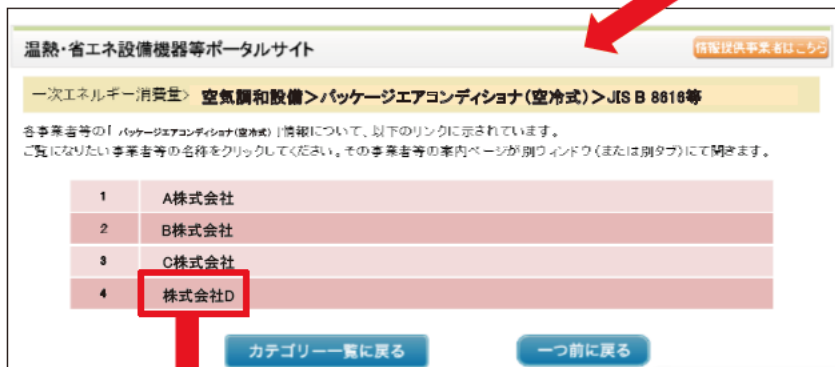 温熱・省エネ設備機器等ポータルサイト
情報提供事業者はこちら
一次エネルギー消費量> 空気調和設備>パッケージエアコンディショナ(空冷式)>JIS B 8616等
各事業者等の「パッケージエアコンディショナ(空冷式)」情報について、以下のリンクに示されています。
ご覧になりたい事業者等の名称をクリックしてください。その事業者等の案内ページが別ウィンドウ(または別タブ)にて開きます。
1 A株式会社
2 B株式会社
3 C株式会社
4 株式会社D
カテゴリー一覧に戻る
一つ前に戻る